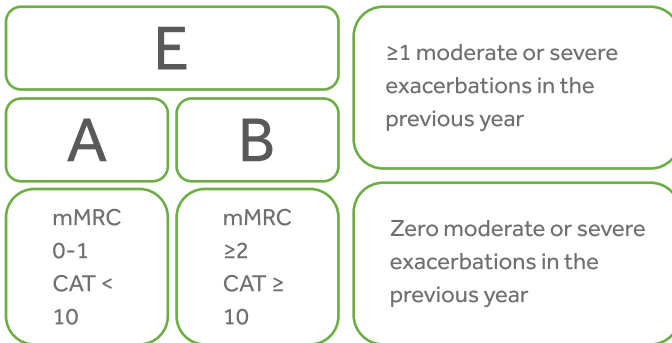 E
≥1 moderate or severe
exacerbations in the
previous year
A
B
mMRC
0-1
CAT <
10
mMRC
≥2
CAT ≥
10
Zero moderate or severe
exacerbations in the
previous year